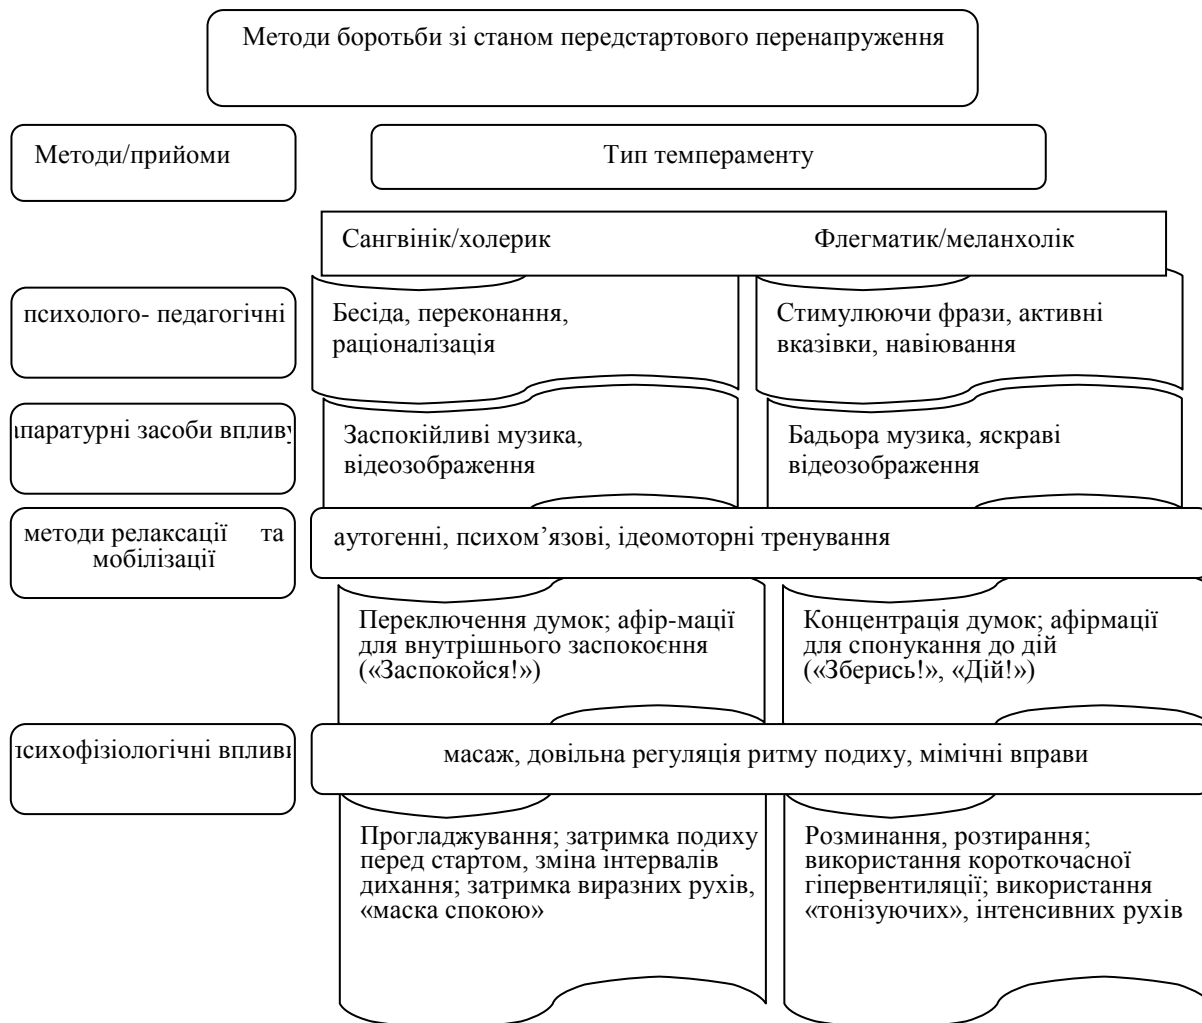 Методи боротьби зі станом передстартового перенапруження
Методи/прийоми
Тип темпераменту
Сангвінік/холерик
Флегматик/меланхолік
психолого- педагогічні
Бесіда, переконання,
раціоналізація
Стимулюючи фрази, активні
вказівки, навіювання
апаратурні засоби впливу
Заспокійливі музика,
відеозображення
Бадьора музика, яскраві
відеозображення
методи релаксації та
мобілізації
аутогенні, психом’язові, ідеомоторні тренування
Переключення думок; афір-мації
для внутрішнього заспокоєння
(«Заспокойся!»)
Концентрація думок; афірмації
для спонукання до дій
(«Зберись!», «Дій!»)
психофізіологічні впливи
масаж, довільна регуляція ритму подиху, мімічні вправи
Прогладжування; затримка подиху
перед стартом, зміна інтервалів
дихання; затримка виразних рухів,
«маска спокою»
Розминання, розтирання;
використання короткочасної
гіпервентиляції; використання
«тонізуючих», інтенсивних рухів